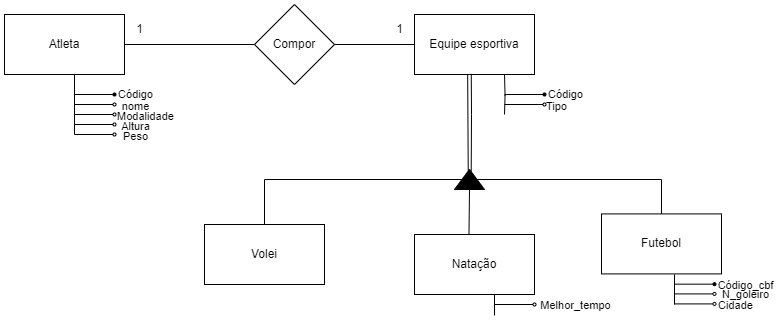 1
1
Atleta
Compor
Equipe esportiva
Código
nome
Modalidade
Altura
Peso
Código
Tipo
Volei
Natação
Futebol
Melhor_tempo
Código_cbf
N_goleiro
Cidade